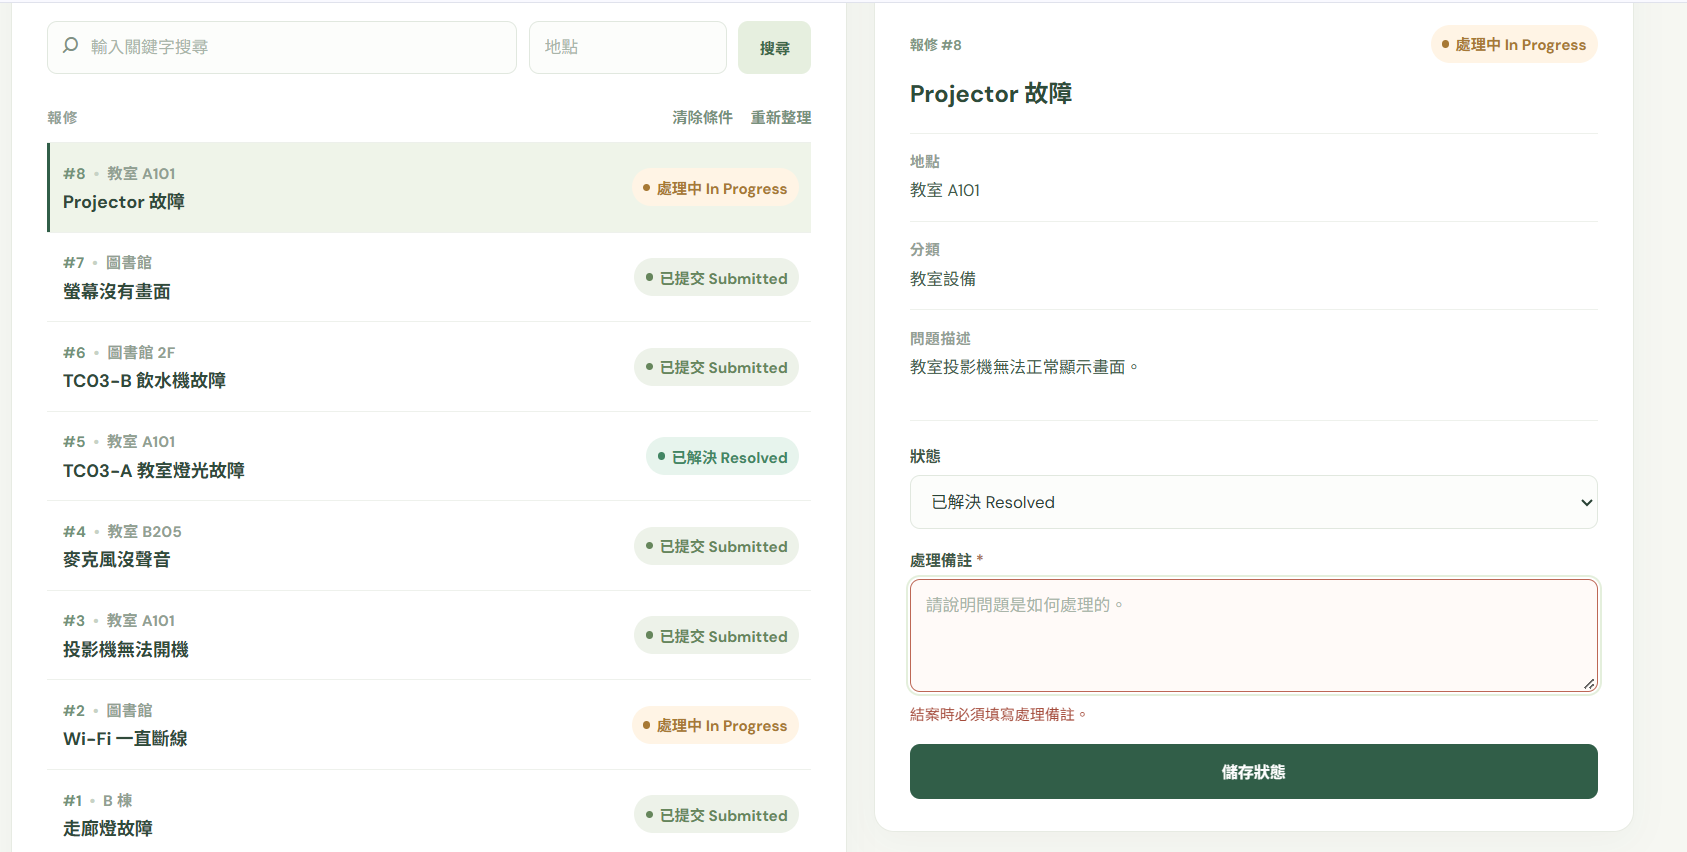 輸入關鍵字搜尋
地點
搜尋
報修
清除條件
重新整理
#8 • 教室 A101
Projector 故障
處理中 In Progress
#7 • 圖書館
螢幕沒有畫面
已提交 Submitted
#6 • 圖書館 2F
TC03-B 飲水機故障
已提交 Submitted
#5 • 教室 A101
TC03-A 教室燈光故障
已解決 Resolved
#4 • 教室 B205
麥克風沒聲音
已提交 Submitted
#3 • 教室 A101
投影機無法開機
已提交 Submitted
#2 • 圖書館
Wi-Fi 一直斷線
處理中 In Progress
#1 • B 棟
走廊燈故障
已提交 Submitted
報修 #8
處理中 In Progress
Projector 故障
地點
教室 A101
分類
教室設備
問題描述
教室投影機無法正常顯示畫面。
狀態
已解決 Resolved
處理備註 *
請說明問題是如何處理的。
結案時必須填寫處理備註。
儲存狀態